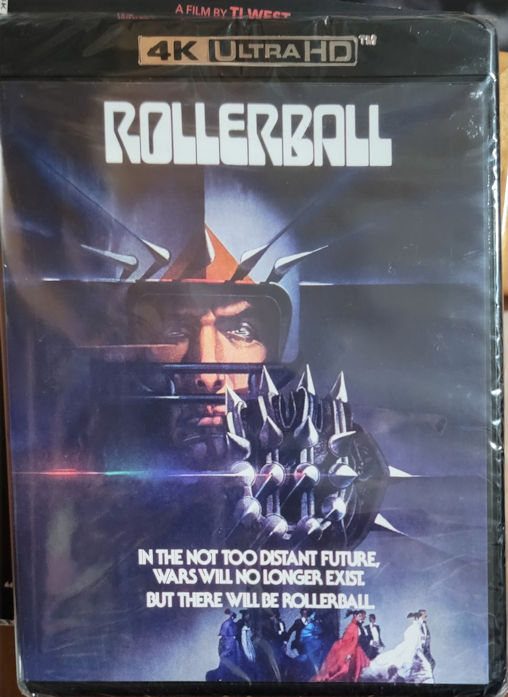 A FILM BY TI WEST
4K ULTRA HD™
ROLLERBALL
IN THE NOT TOO DISTANT FUTURE,
WARS WILL NO LONGER EXIST.
BUT THERE WILL BE ROLLERBALL.